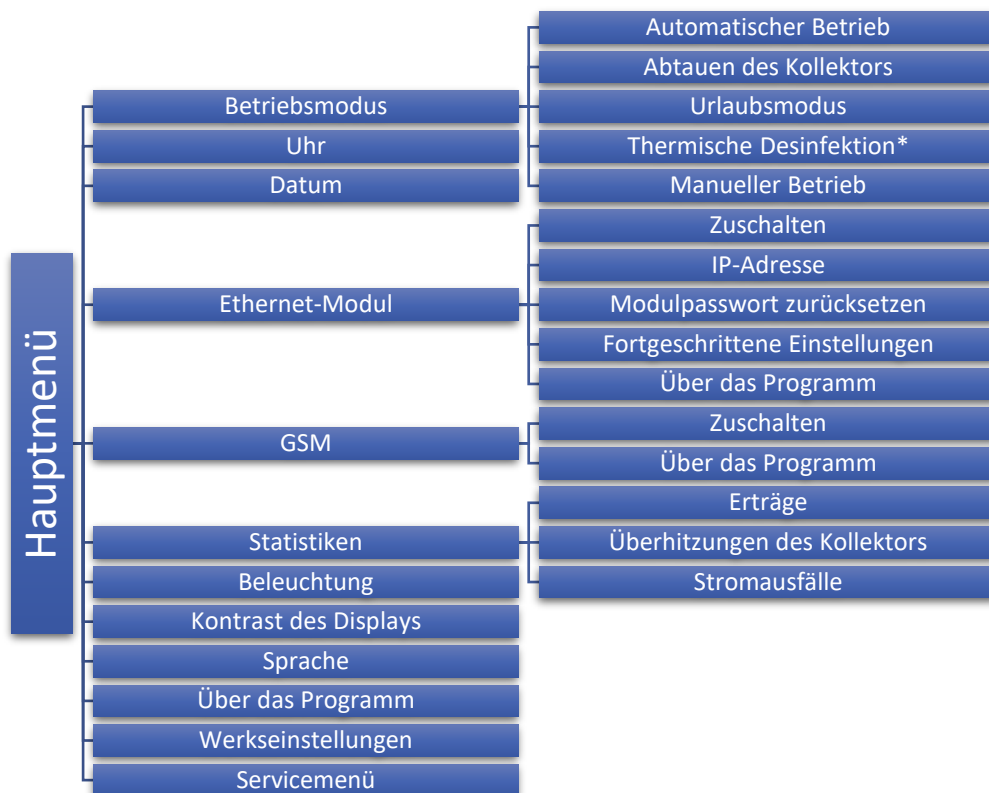 Hauptmenü
Betriebsmodus
Automatischer Betrieb
Abtauen des Kollektors
Urlaubsmodus
Thermische Desinfektion*
Manueller Betrieb
Uhr
Datum
Ethernet-Modul
Zuschalten
IP-Adresse
Modulpasswort zurücksetzen
Fortgeschrittene Einstellungen
Über das Programm
GSM
Zuschalten
Über das Programm
Statistiken
Erträge
Überhitzungen des Kollektors
Stromausfälle
Beleuchtung
Kontrast des Displays
Sprache
Über das Programm
Werkseinstellungen
Servicemenü